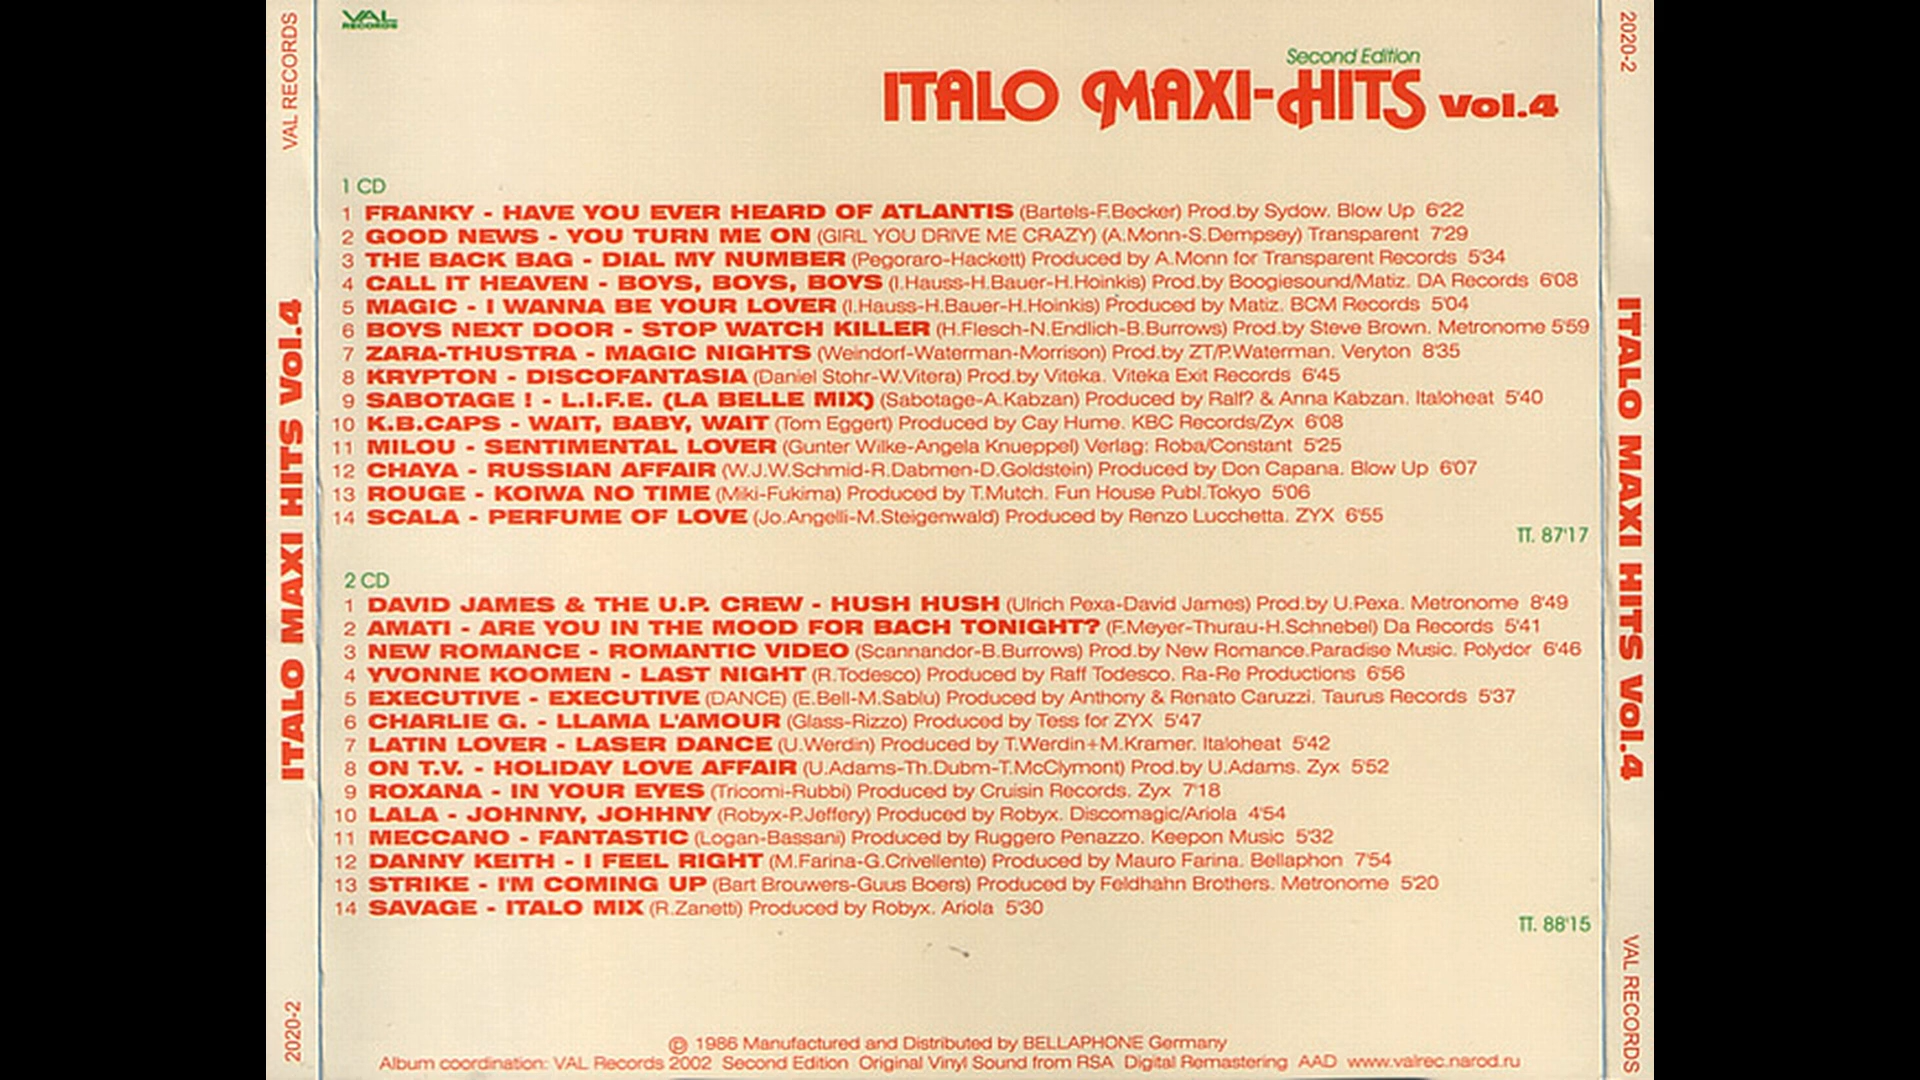 VAL
RECORDS
Second Edition
ITALO MAXI-HITS Vol.4
1 CD
1 FRANKY - HAVE YOU EVER HEARD OF ATLANTIS (Bartels-F.Becker) Prod.by Sydow. Blow Up 6'22
2 GOOD NEWS - YOU TURN ME ON (GIRL YOU DRIVE ME CRAZY) (A.Monn-S.Dempsey) Transparent 7'29
3 THE BACK BAG - DIAL MY NUMBER (Pegoraro-Hackett) Produced by A.Monn for Transparent Records 5'34
4 CALL IT HEAVEN - BOYS, BOYS, BOYS (I.Hauss-H.Bauer-H.Hoinkis) Prod.by Boogiesound/Matiz. DA Records 6'08
5 MAGIC - I WANNA BE YOUR LOVER (I.Hauss-H.Bauer-H.Hoinkis) Produced by Matiz. BCM Records 5'04
6 BOYS NEXT DOOR - STOP WATCH KILLER (H.Flesch-N.Endlich-B.Burrows) Prod.by Steve Brown. Metronome 5'59
7 ZARA-THUSTRA - MAGIC NIGHTS (Weindorf-Waterman-Morrison) Prod.by ZT/P.Waterman. Veryton 8'35
8 KRYPTON - DISCOFANTASIA (Daniel Stohr-W.Vitera) Prod.by Viteka. Viteka Exit Records 6'45
9 SABOTAGE ! - L.I.F.E. (LA BELLE MIX) (Sabotage-A.Kabzan) Produced by Ralf? & Anna Kabzan. Italoheat 5'40
10 K.B.CAPS - WAIT, BABY, WAIT (Tom Eggert) Produced by Cay Hume. KBC Records/Zyx 6'08
11 MILOU - SENTIMENTAL LOVER (Gunter Wilke-Angela Knueppel) Verlag: Roba/Constant 5'25
12 CHAYA - RUSSIAN AFFAIR (W.J.W.Schmid-R.Dabmen-D.Goldstein) Produced by Don Capana. Blow Up 6'07
13 ROUGE - KOIWA NO TIME (Miki-Fukima) Produced by T.Mutch. Fun House Publ.Tokyo 5'06
14 SCALA - PERFUME OF LOVE (Jo.Angelli-M.Steigenwald) Produced by Renzo Lucchetta. ZYX 6'55
TT. 87'17
2 CD
1 DAVID JAMES & THE U.P. CREW - HUSH HUSH (Ulrich Pexa-David James) Prod.by U.Pexa. Metronome 8'49
2 AMATI - ARE YOU IN THE MOOD FOR BACH TONIGHT? (F.Meyer-Thurau-H.Schnebel) Da Records 5'41
3 NEW ROMANCE - ROMANTIC VIDEO (Scannandor-B.Burrows) Prod.by New Romance.Paradise Music. Polydor 6'46
4 YVONNE KOOMEN - LAST NIGHT (R.Todesco) Produced by Raff Todesco. Ra-Re Productions 6'56
5 EXECUTIVE - EXECUTIVE (DANCE) (E.Bell-M.Sablu) Produced by Anthony & Renato Caruzzi. Taurus Records 5'37
6 CHARLIE G. - LLAMA L'AMOUR (Glass-Rizzo) Produced by Tess for ZYX 5'47
7 LATIN LOVER - LASER DANCE (U.Werdin) Produced by T.Werdin+M.Kramer. Italoheat 5'42
8 ON T.V. - HOLIDAY LOVE AFFAIR (U.Adams-Th.Dubm-T.McClymont) Prod.by U.Adams. Zyx 5'52
9 ROXANA - IN YOUR EYES (Tricomi-Rubbi) Produced by Cruisin Records. Zyx 7'18
10 LALA - JOHNNY, JOHHNY (Robyx-P.Jeffery) Produced by Robyx. Discomagic/Ariola 4'54
11 MECCANO - FANTASTIC (Logan-Bassani) Produced by Ruggero Penazzo. Keepon Music 5'32
12 DANNY KEITH - I FEEL RIGHT (M.Farina-G.Crivellente) Produced by Mauro Farina. Bellaphon 7'54
13 STRIKE - I'M COMING UP (Bart Brouwers-Guus Boers) Produced by Feldhahn Brothers. Metronome 5'20
14 SAVAGE - ITALO MIX (R.Zanetti) Produced by Robyx. Ariola 5'30
TT. 88'15
© 1986 Manufactured and Distributed by BELLAPHONE Germany
Album coordination: VAL Records 2002 Second Edition Original Vinyl Sound from RSA Digital Remastering AAD www.valrec.narod.ru
VAL RECORDS
ITALO MAXI HITS Vol.4
2020-2
2020-2
ITALO MAXI HITS Vol.4
VAL RECORDS